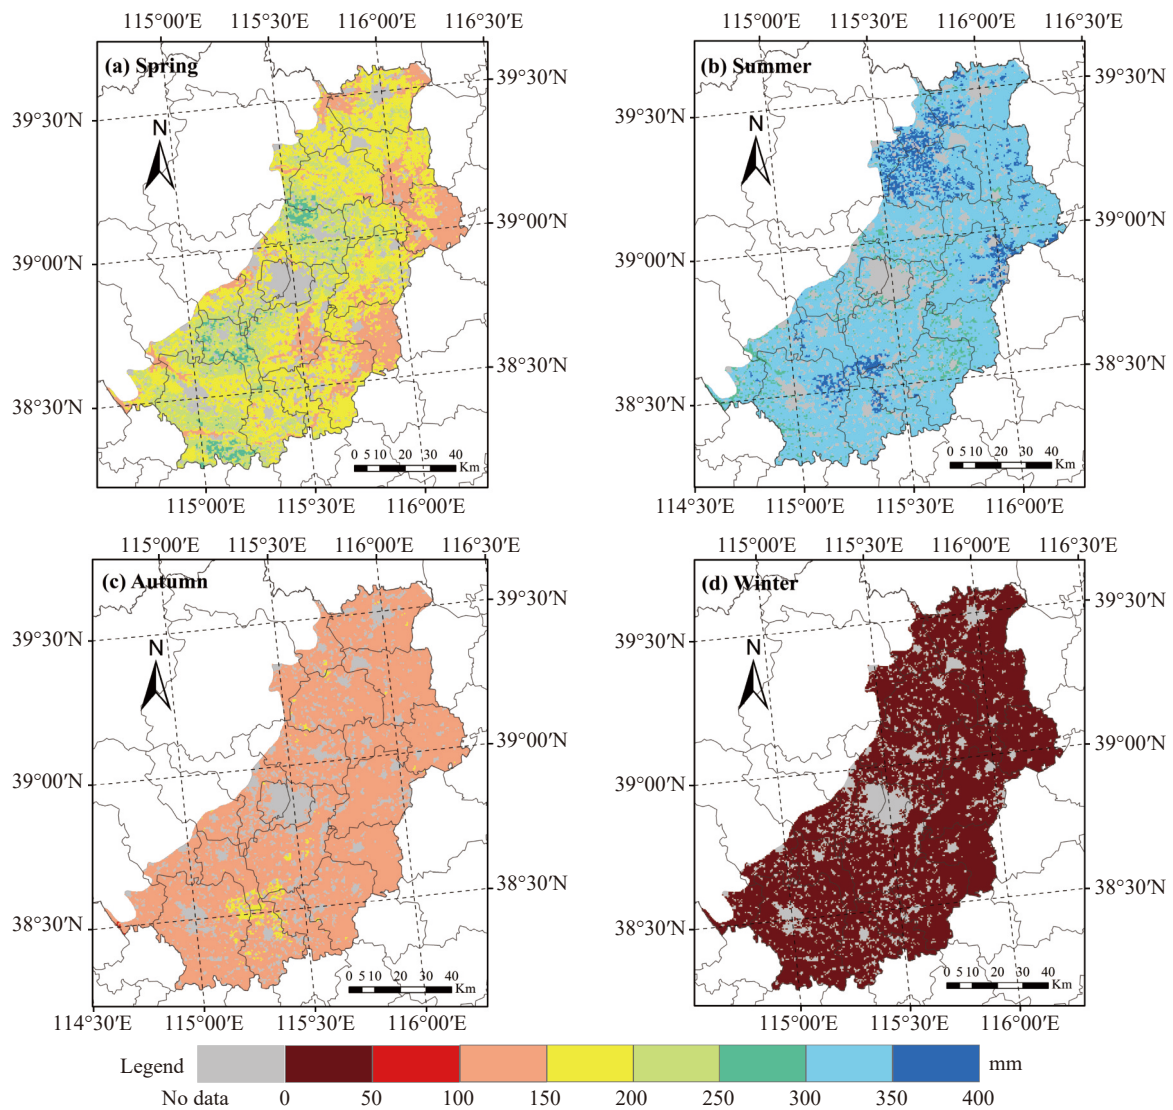 115°00′E 115°30′E 116°00′E 116°30′E
(a) Spring
39°30′N
39°30′N
N
39°00′N
39°00′N
38°30′N
38°30′N
0 5 10 20 30 40
Km
115°00′E 115°30′E 116°00′E
115°00′E 115°30′E 116°00′E 116°30′E
(b) Summer
39°30′N
39°30′N
N
39°00′N
39°00′N
38°30′N
38°30′N
0 5 10 20 30 40
Km
114°30′E 115°00′E 115°30′E 116°00′E
115°00′E 115°30′E 116°00′E 116°30′E
(c) Autumn
39°30′N
39°30′N
N
39°00′N
39°00′N
38°30′N
38°30′N
0 5 10 20 30 40
Km
114°30′E 115°00′E 115°30′E 116°00′E
115°00′E 115°30′E 116°00′E 116°30′E
(d) Winter
39°30′N
39°30′N
N
39°00′N
39°00′N
38°30′N
38°30′N
0 5 10 20 30 40
Km
115°00′E 115°30′E 116°00′E
Legend mm
No data 0 50 100 150 200 250 300 350 400